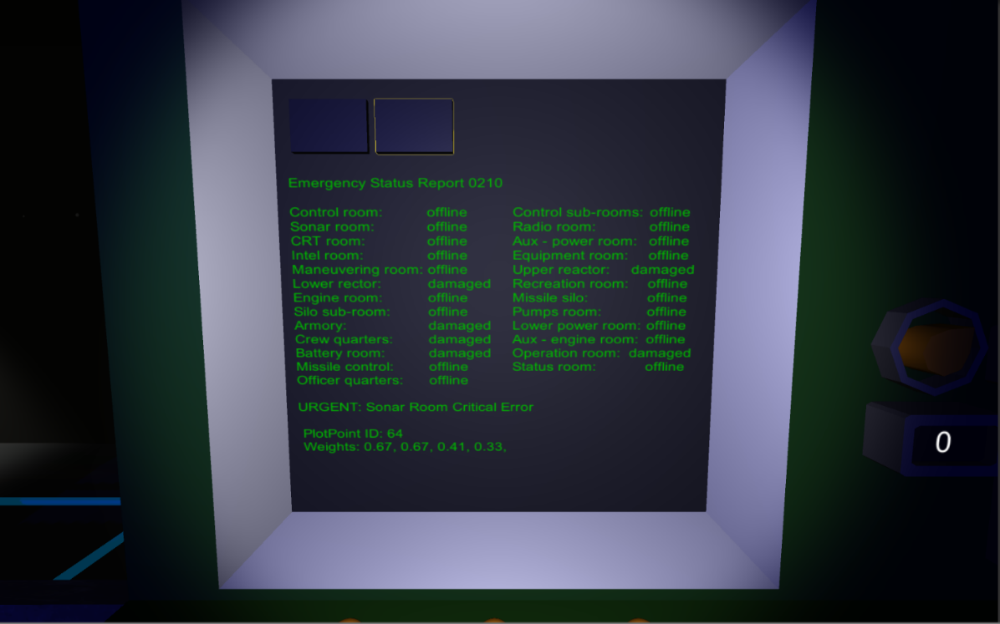 Emergency Status Report 0210
Control room: offline Control sub-rooms: offline
Sonar room: offline Radio room: offline
CRT room: offline Aux - power room: offline
Intel room: offline Equipment room: offline
Maneuvering room: offline Upper reactor: damaged
Lower rector: damaged Recreation room: offline
Engine room: offline Missile silo: offline
Silo sub-room: offline Pumps room: offline
Armory: damaged Lower power room: offline
Crew quarters: damaged Aux - engine room: offline
Battery room: damaged Operation room: damaged
Missile control: offline Status room: offline
Officer quarters: offline
URGENT: Sonar Room Critical Error
PlotPoint ID: 64
Weights: 0.67, 0.67, 0.41, 0.33,
0